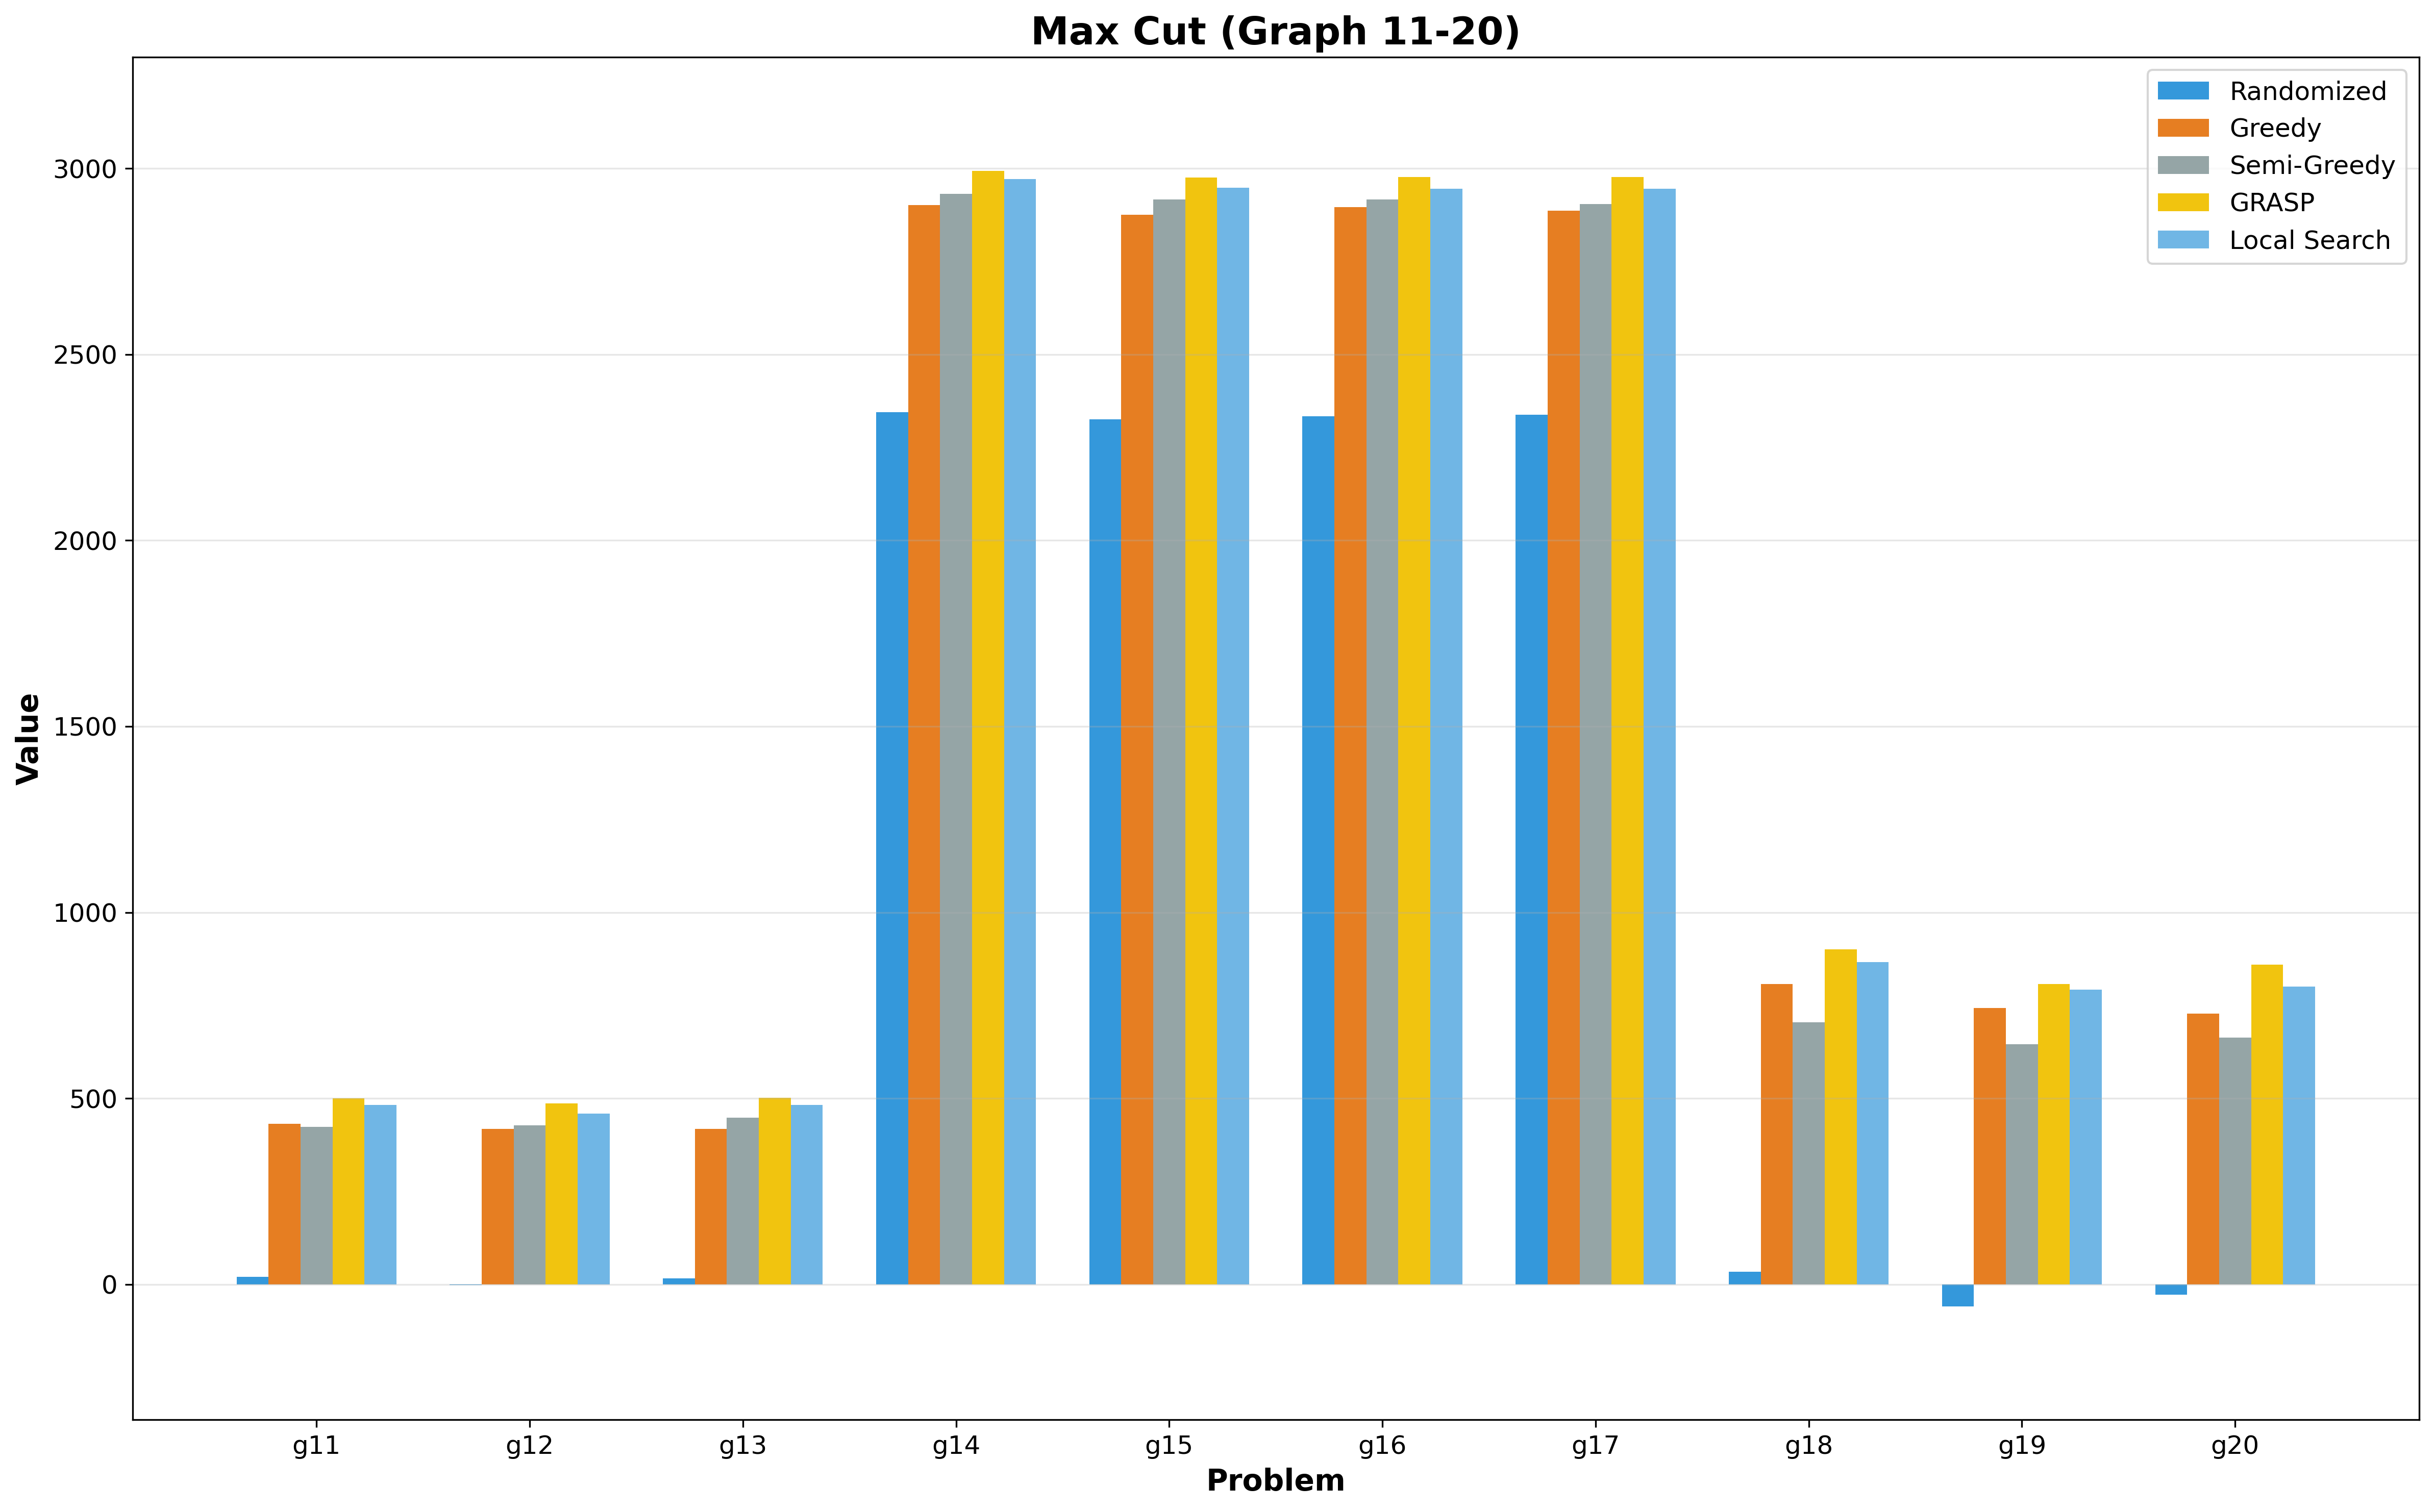 Max Cut (Graph 11-20)
Randomized
Greedy
Semi-Greedy
GRASP
Local Search
Value
3000
2500
2000
1500
1000
500
0
g11 g12 g13 g14 g15 g16 g17 g18 g19 g20
Problem